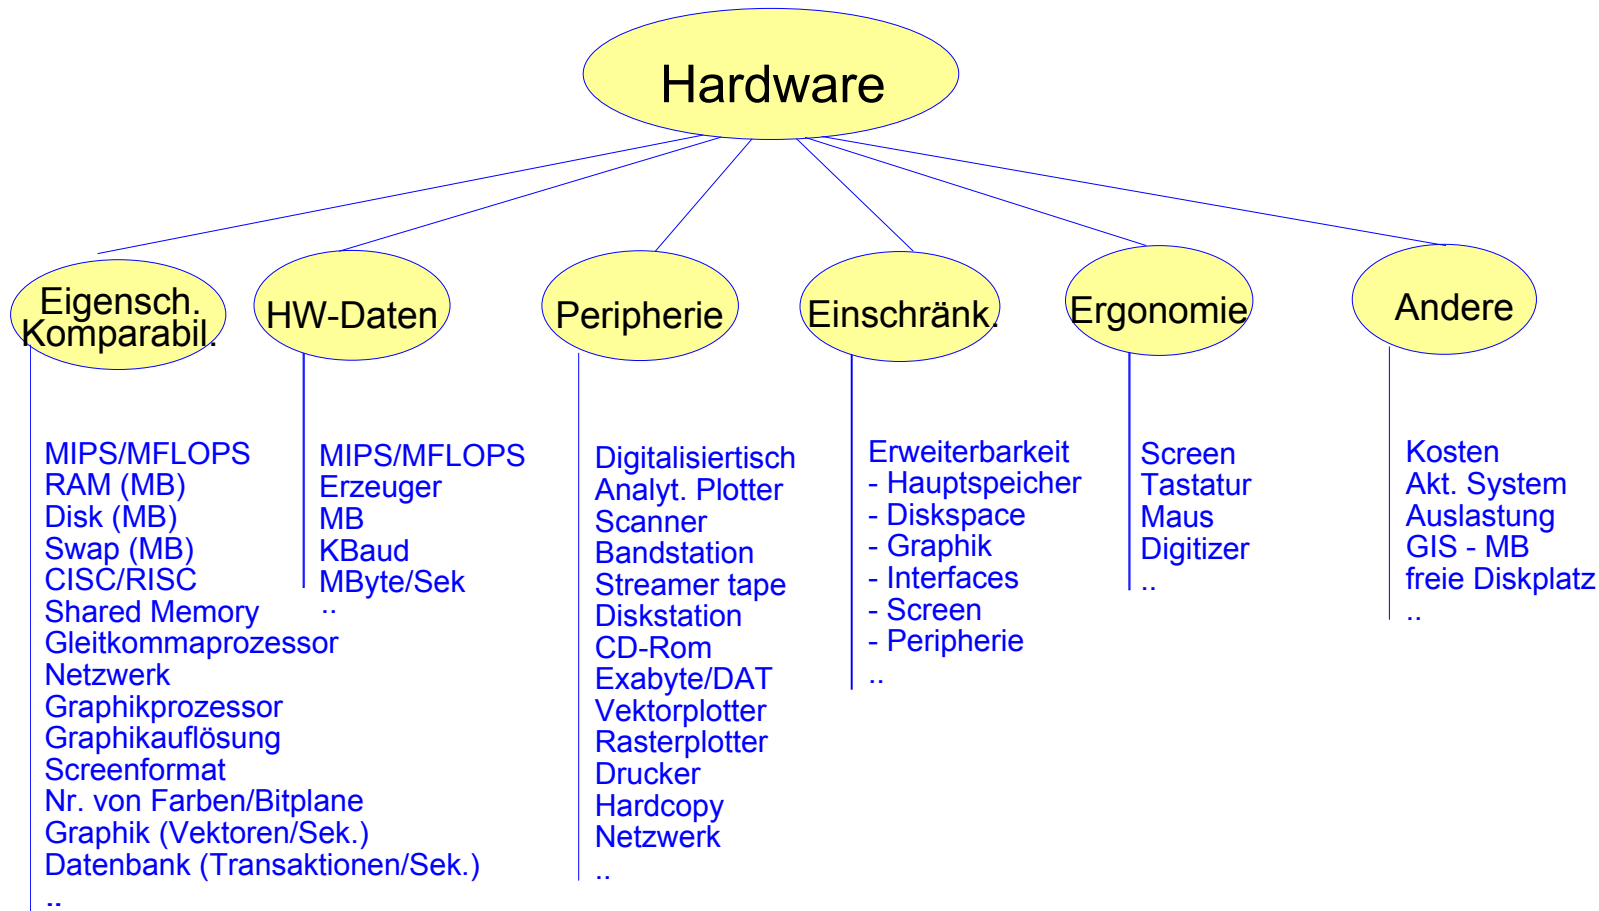 Hardware
Eigensch.
Komparabil.
HW-Daten
Peripherie
Einschränk.
Ergonomie
Andere
MIPS/MFLOPS
RAM (MB)
Disk (MB)
Swap (MB)
CISC/RISC
Shared Memory
Gleitkommaprozessor
Netzwerk
Graphikprozessor
Graphikauflösung
Screenformat
Nr. von Farben/Bitplane
Graphik (Vektoren/Sek.)
Datenbank (Transaktionen/Sek.)
..
MIPS/MFLOPS
Erzeuger
MB
KBaud
MByte/Sek
..
Digitalisiertisch
Analyt. Plotter
Scanner
Bandstation
Streamer tape
Diskstation
CD-Rom
Exabyte/DAT
Vektorplotter
Rasterplotter
Drucker
Hardcopy
Netzwerk
..
Erweiterbarkeit
- Hauptspeicher
- Diskspace
- Graphik
- Interfaces
- Screen
- Peripherie
..
Screen
Tastatur
Maus
Digitizer
..
Kosten
Akt. System
Auslastung
GIS - MB
freie Diskplatz
..